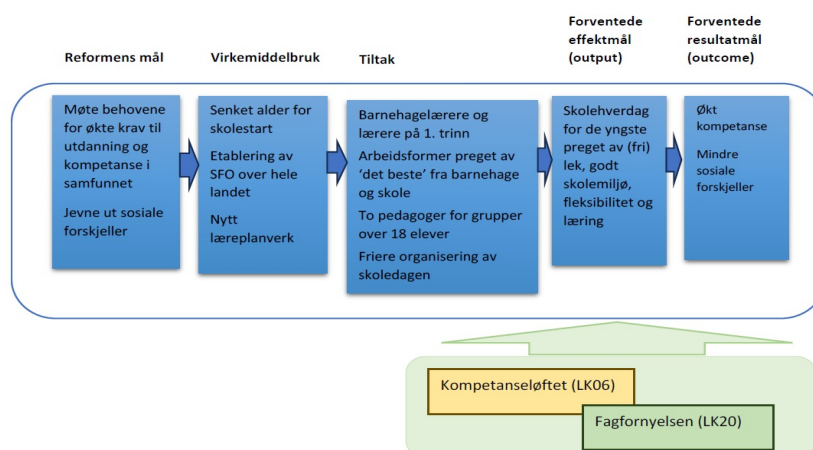 Reformens mål
Virkemiddelbruk
Tiltak
Forventede
effektmål
(output)
Forventede
resultatmål
(outcome)
Møte behovene
for økte krav til
utdanning og
kompetanse i
samfunnet
Jevne ut sosiale
forskjeller
Senket alder for
skolestart
Etablering av
SFO over hele
landet
Nytt
læreplanverk
Barnehagelærere og
lærere på 1. trinn
Arbeidsformer preget av
'det beste' fra barnehage
og skole
To pedagoger for grupper
over 18 elever
Friere organisering av
skoledagen
Skolehverdag
for de yngste
preget av (fri)
lek, godt
skolemiljø,
fleksibilitet og
læring
Økt
kompetanse
Mindre
sosiale
forskjeller
Kompetanseløftet (LK06)
Fagfornyelsen (LK20)